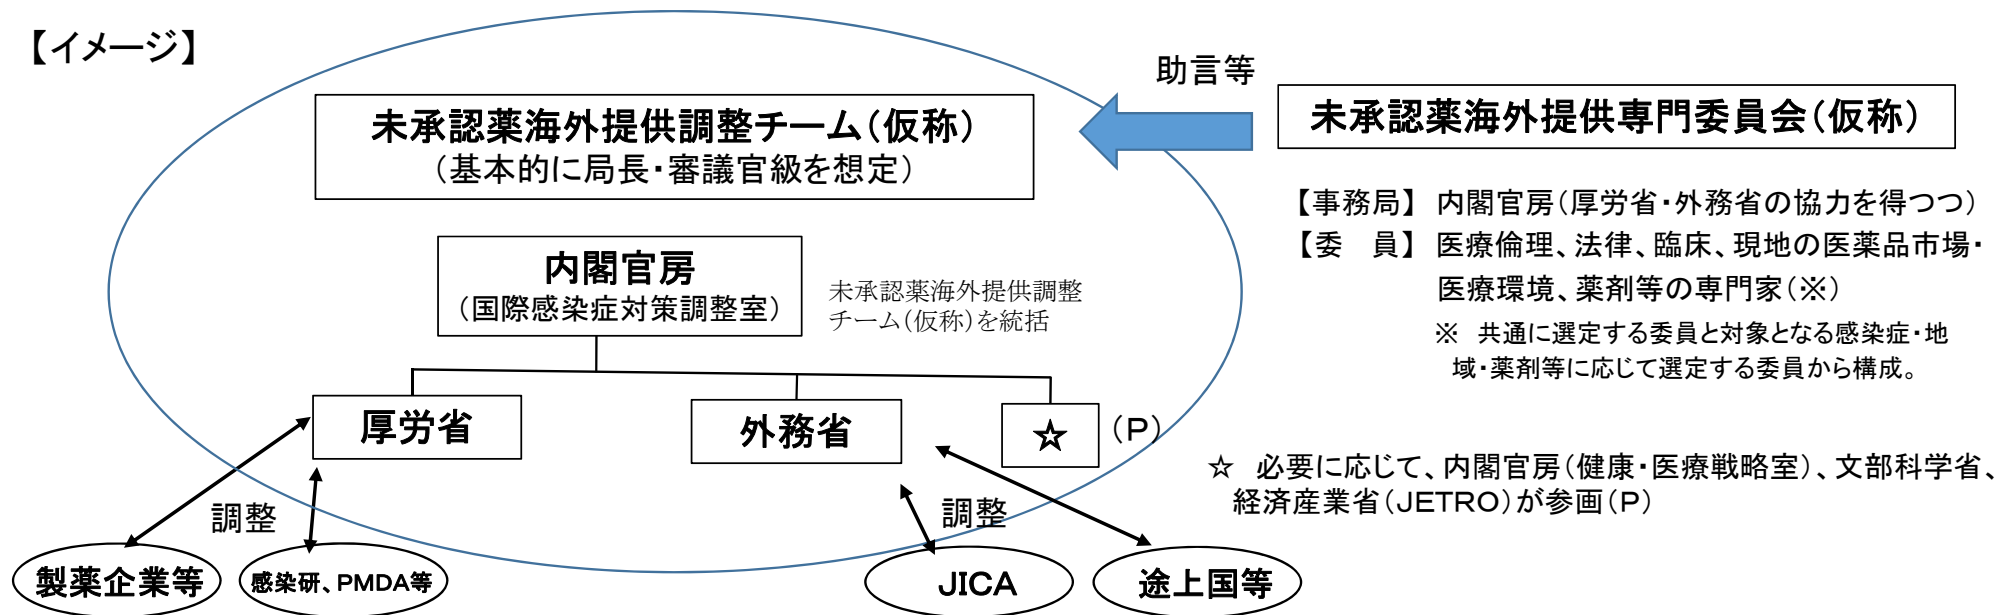 【イメージ】
助言等
未承認薬海外提供調整チーム(仮称)
(基本的に局長・審議官級を想定)
未承認薬海外提供専門委員会(仮称)
【事務局】 内閣官房(厚労省・外務省の協力を得つつ)
【委　員】 医療倫理、法律、臨床、現地の医薬品市場・
医療環境、薬剤等の専門家(※)
※　共通に選定する委員と対象となる感染症・地
域・薬剤等に応じて選定する委員から構成。
内閣官房
(国際感染症対策調整室)
未承認薬海外提供調整
チーム(仮称)を統括
厚労省
外務省
☆
(P)
☆　必要に応じて、内閣官房(健康・医療戦略室)、文部科学省、
経済産業省(JETRO)が参画(P)
調整
調整
製薬企業等
感染研、PMDA等
JICA
途上国等